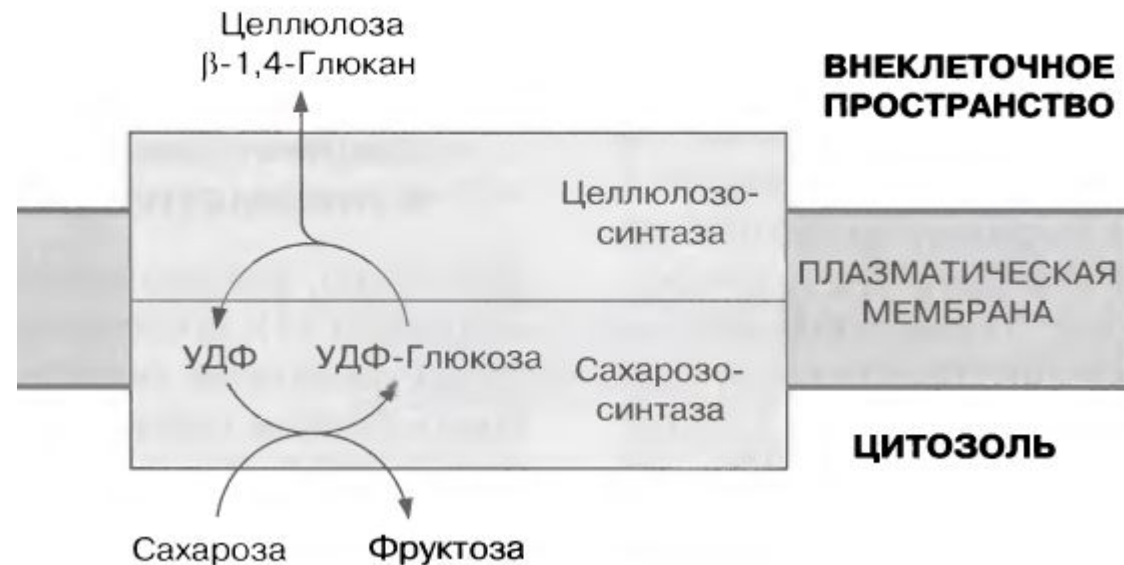 Целлюлоза
β-1,4-Глюкан
ВНЕКЛЕТОЧНОЕ
ПРОСТРАНСТВО
Целлюлозо-
синтаза
ПЛАЗМАТИЧЕСКАЯ
МЕМБРАНА
УДФ
УДФ-Глюкоза
Сахарозо-
синтаза
ЦИТОЗОЛЬ
Сахароза
Фруктоза